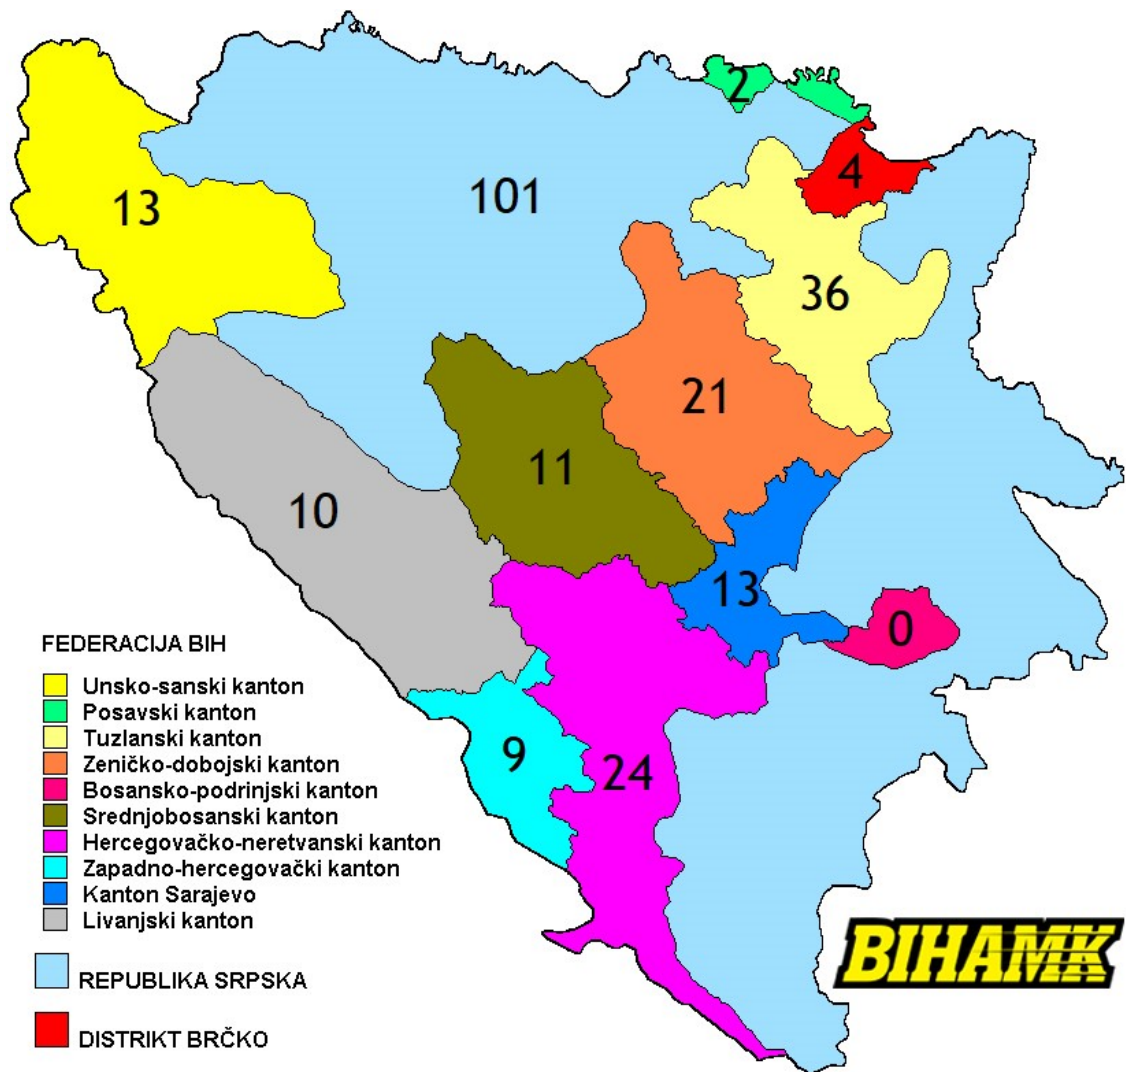 2
4
13
101
36
21
11
10
13
0
9
24
FEDERACIJA BIH
Unsko-sanski kanton
Posavski kanton
Tuzlanski kanton
Zeničko-dobojski kanton
Bosansko-podrinjski kanton
Srednjobosanski kanton
Hercegovačko-neretvanski kanton
Zapadno-hercegovački kanton
Kanton Sarajevo
Livanjski kanton
REPUBLIKA SRPSKA
DISTRIKT BRČKO
BIHAMK